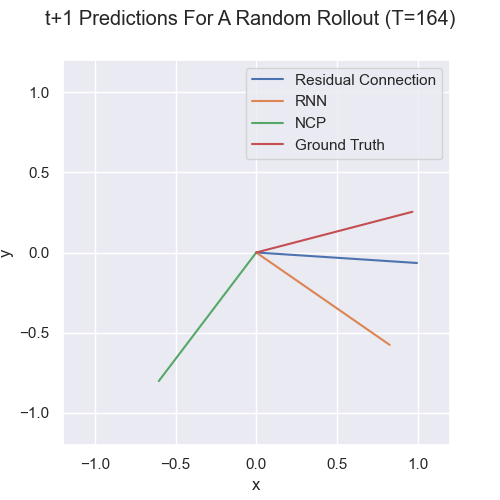 t+1 Predictions For A Random Rollout (T=164)
Residual Connection
RNN
NCP
Ground Truth
1.0
0.5
0.0
−0.5
−1.0
y
−1.0 −0.5 0.0 0.5 1.0
x